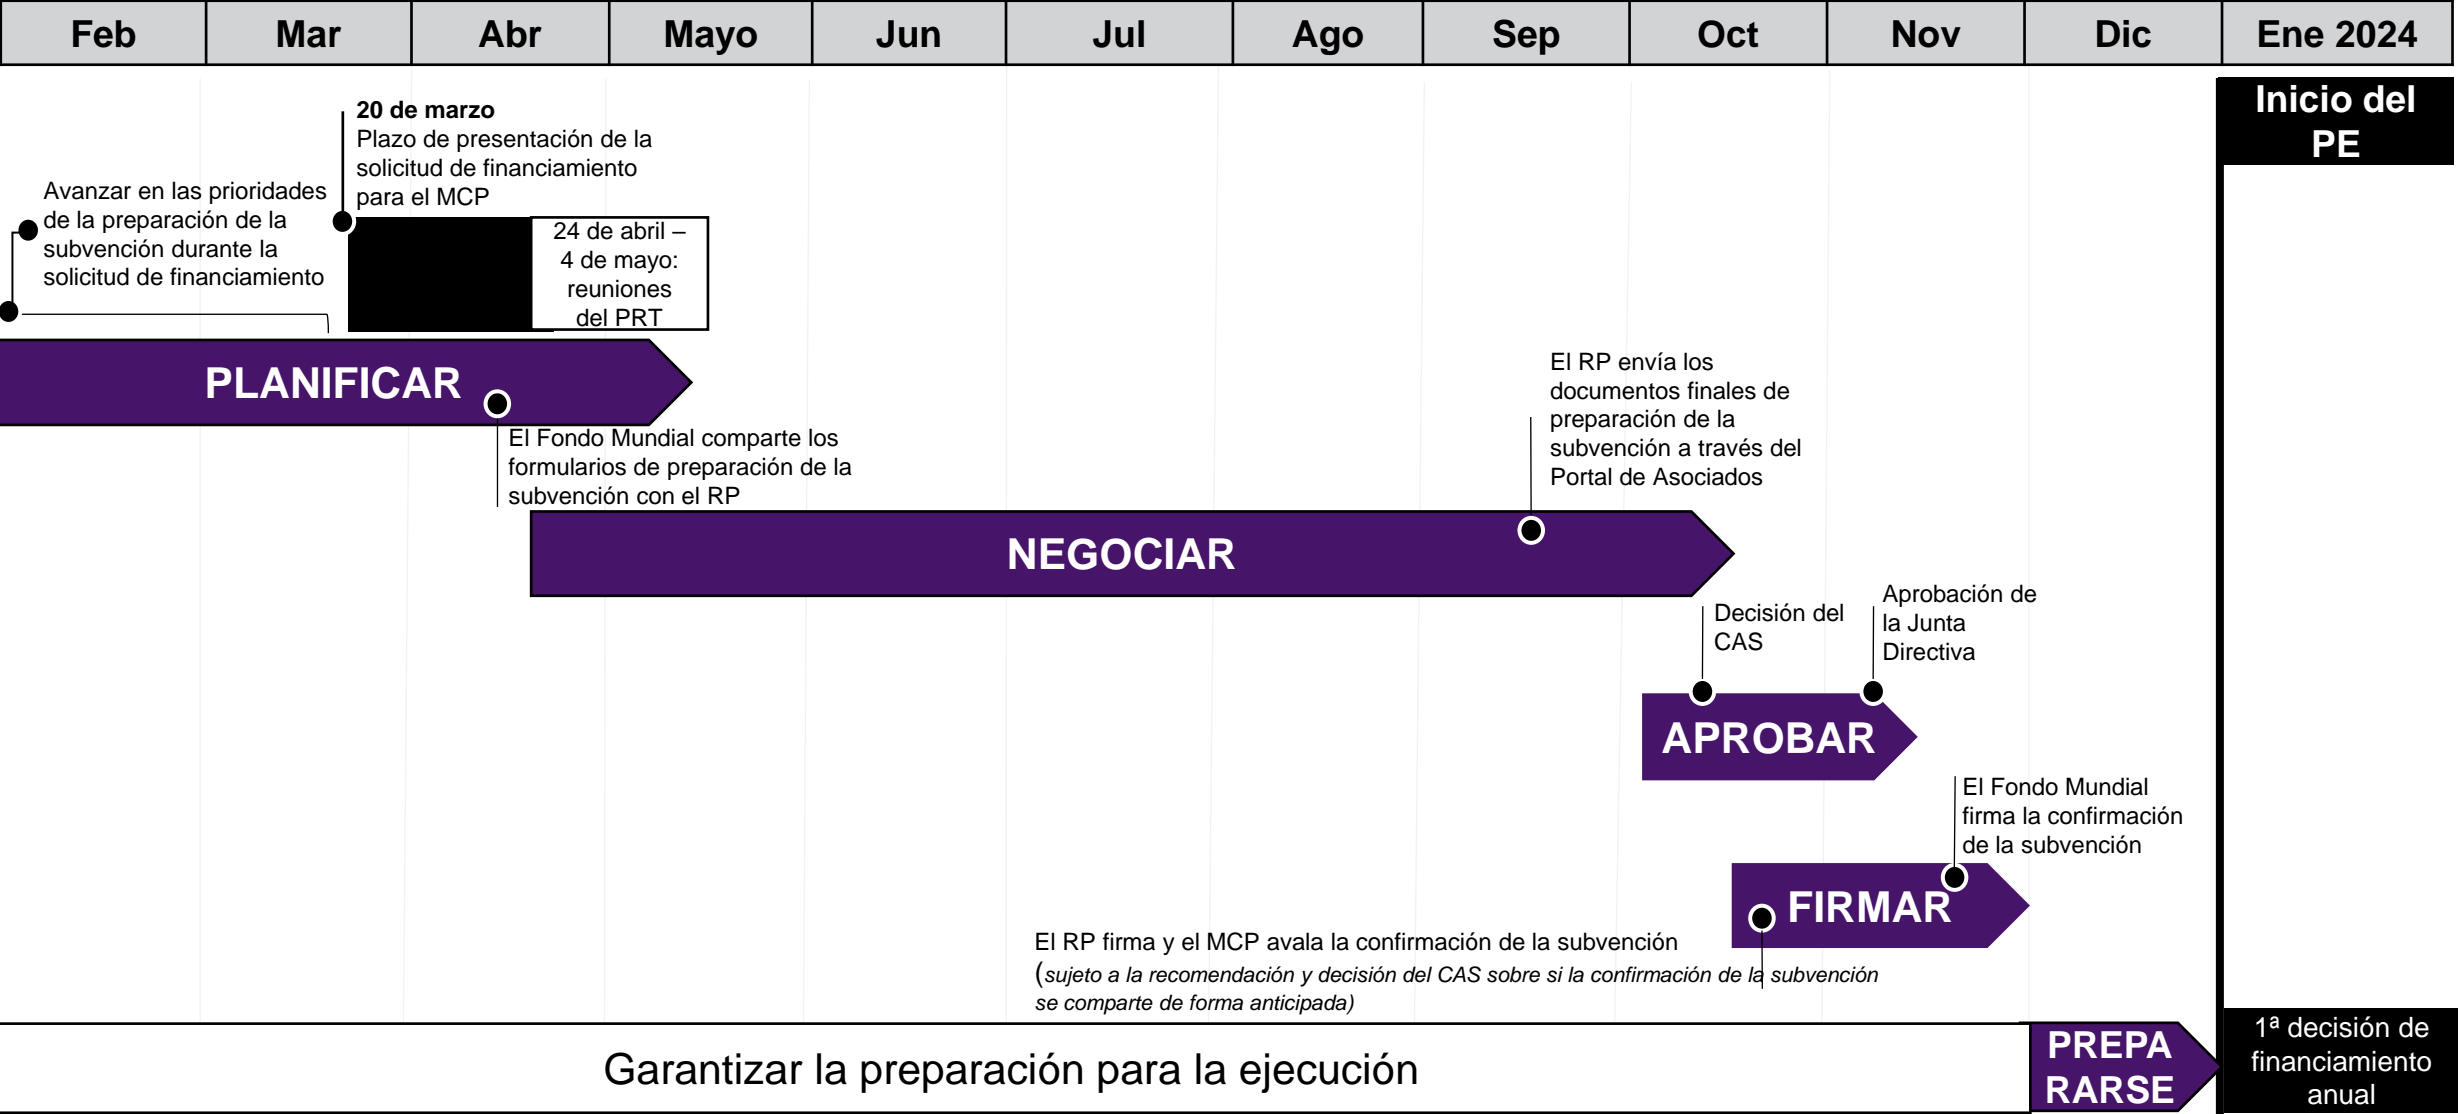 Feb Mar Abr Mayo Jun Jul Ago Sep Oct Nov Dic Ene 2024
Inicio del
PE
20 de marzo
Plazo de presentación de la
solicitud de financiamiento
para el MCP
Avanzar en las prioridades
de la preparación de la
subvención durante la
solicitud de financiamiento
24 de abril –
4 de mayo:
reuniones
del PRT
PLANIFICAR
El Fondo Mundial comparte los
formularios de preparación de la
subvención con el RP
El RP envía los
documentos finales de
preparación de la
subvención a través del
Portal de Asociados
NEGOCIAR
Decisión del
CAS
Aprobación de
la Junta
Directiva
APROBAR
El Fondo Mundial
firma la confirmación
de la subvención
FIRMAR
El RP firma y el MCP avala la confirmación de la subvención
(sujeto a la recomendación y decisión del CAS sobre si la confirmación de la subvención
se comparte de forma anticipada)
Garantizar la preparación para la ejecución
PREPA
RARSE
1ª decisión de
financiamiento
anual